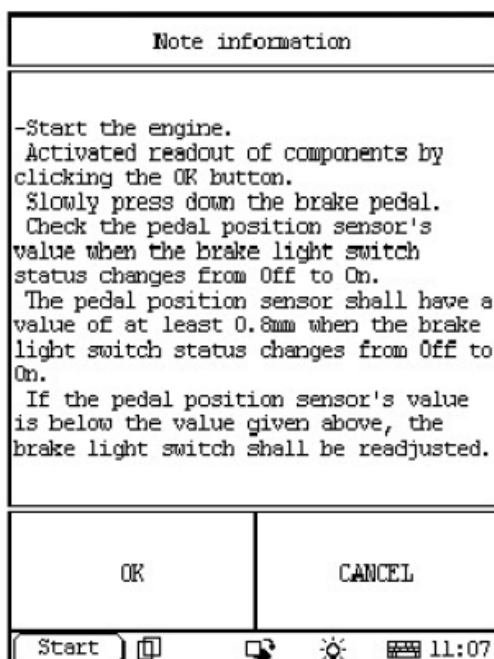 Note information
-Start the engine.
Activated readout of components by
clicking the OK button.
Slowly press down the brake pedal.
Check the pedal position sensor's
value when the brake light switch
status changes from Off to On.
The pedal position sensor shall have a
value of at least 0.8mm when the brake
light switch status changes from Off to
On.
If the pedal position sensor's value
is below the value given above, the
brake light switch shall be readjusted.
OK
CANCEL
Start
11:07